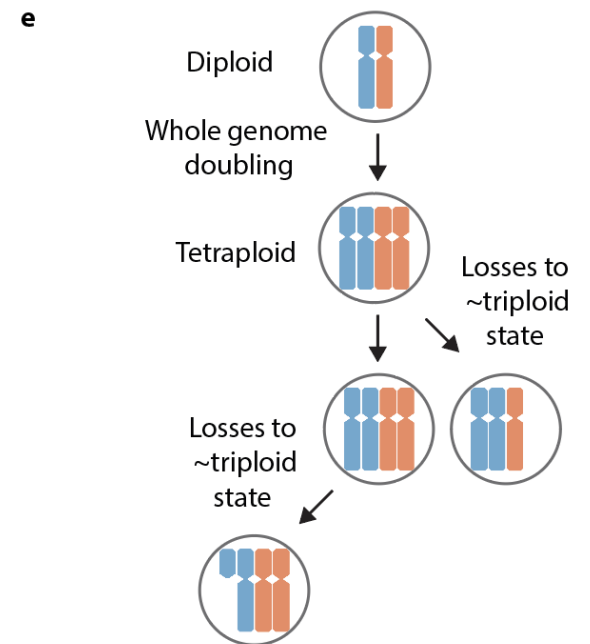 e
Diploid
Whole genome
doubling
Tetraploid
Losses to
~triploid
state
Losses to
~triploid
state